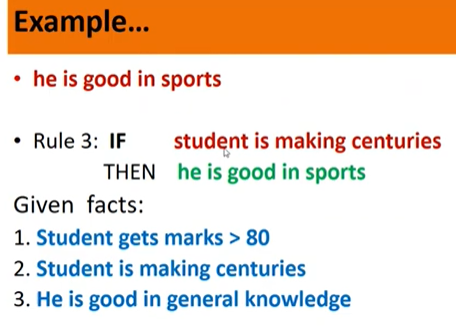 Example...
• he is good in sports
• Rule 3: IF student is making centuries
THEN he is good in sports
Given facts:
1. Student gets marks > 80
2. Student is making centuries
3. He is good in general knowledge